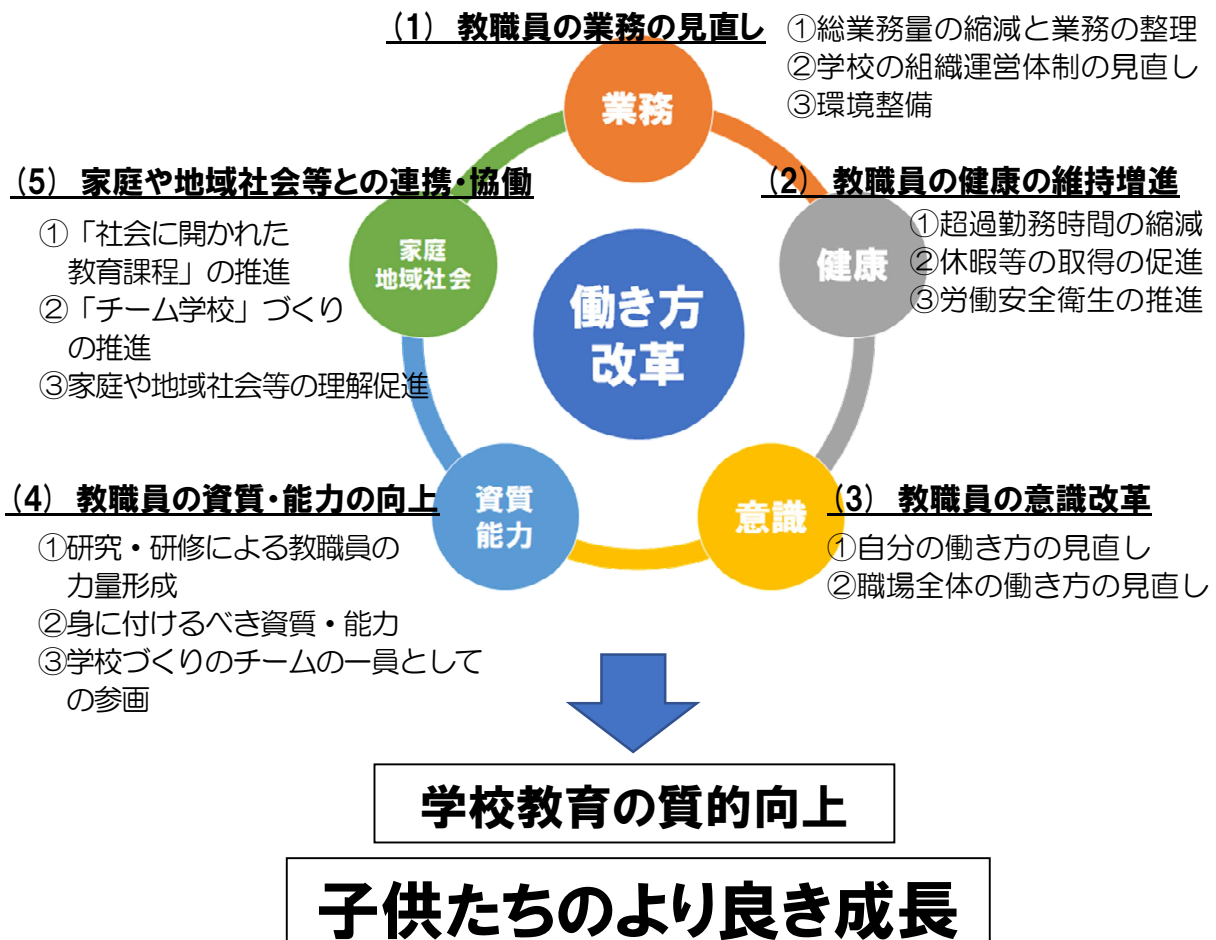 (1) 教職員の業務の見直し
①総業務量の縮減と業務の整理
②学校の組織運営体制の見直し
③環境整備
業務
(5) 家庭や地域社会等との連携・協働
①「社会に開かれた
教育課程」の推進
②「チーム学校」づくり
の推進
③家庭や地域社会等の理解促進
家庭
地域社会
働き方
改革
(2) 教職員の健康の維持増進
健康
①超過勤務時間の縮減
②休暇等の取得の促進
③労働安全衛生の推進
(4) 教職員の資質・能力の向上
①研究・研修による教職員の
力量形成
②身に付けるべき資質・能力
③学校づくりのチームの一員として
の参画
資質
能力
意識
(3) 教職員の意識改革
①自分の働き方の見直し
②職場全体の働き方の見直し
学校教育の質的向上
子供たちのより良き成長